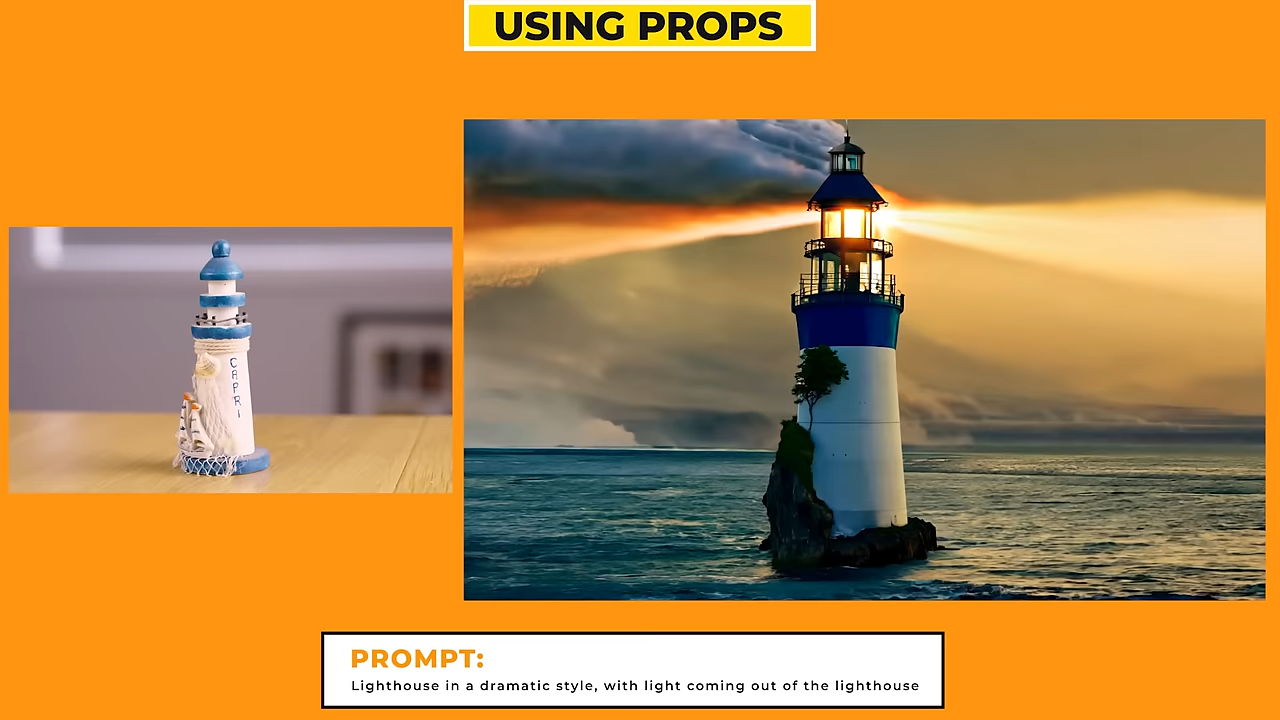 USING PROPS
CAPRI
PROMPT:
Lighthouse in a dramatic style, with light coming out of the lighthouse